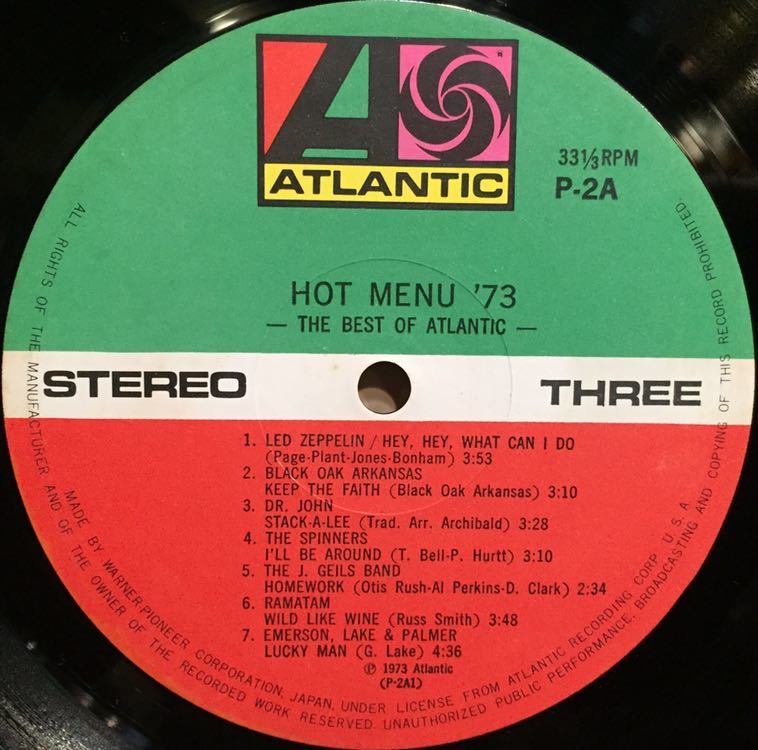 ATLANTIC
33⅓ RPM
P-2A
HOT MENU '73
— THE BEST OF ATLANTIC —
STEREO
THREE
1. LED ZEPPELIN / HEY, HEY, WHAT CAN I DO
(Page-Plant-Jones-Bonham) 3:53
2. BLACK OAK ARKANSAS
KEEP THE FAITH (Black Oak Arkansas) 3:10
3. DR. JOHN
STACK-A-LEE (Trad. Arr. Archibald) 3:28
4. THE SPINNERS
I'LL BE AROUND (T. Bell-P. Hurtt) 3:10
5. THE J. GEILS BAND
HOMEWORK (Otis Rush-Al Perkins-D. Clark) 2:34
6. RAMATAM
WILD LIKE WINE (Russ Smith) 3:48
7. EMERSON, LAKE & PALMER
LUCKY MAN (G. Lake) 4:36
℗ 1973 Atlantic
(P-2A1)
MADE BY WARNER-PIONEER CORPORATION, JAPAN, UNDER LICENSE FROM ATLANTIC RECORDING CORP. U.S.A.
ALL RIGHTS OF THE MANUFACTURER AND OF THE OWNER OF THE RECORDED WORK RESERVED. UNAUTHORIZED PUBLIC PERFORMANCE, BROADCASTING AND COPYING OF THIS RECORD PROHIBITED.